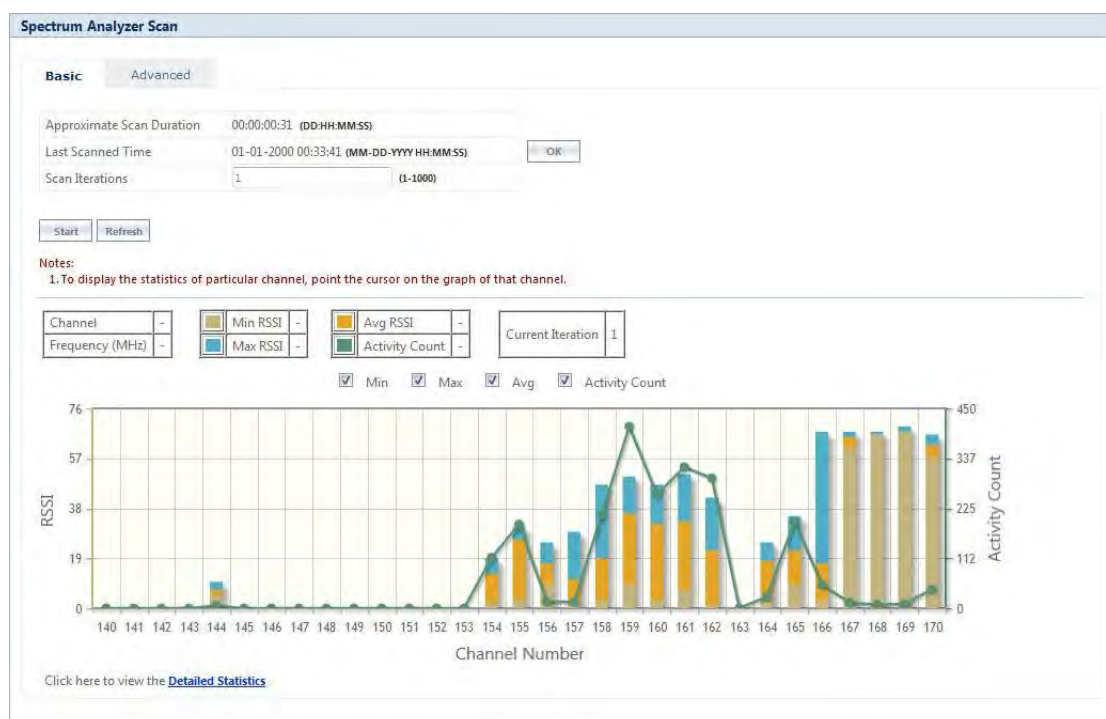 Spectrum Analyzer Scan
Basic Advanced
Approximate Scan Duration 00:00:00:31 (DD:HH:MM:SS)
Last Scanned Time 01-01-2000 00:33:41 (MM-DD-YYYY HH:MM:SS) OK
Scan Iterations 1 (1-1000)
Start Refresh
Notes:
1. To display the statistics of particular channel, point the cursor on the graph of that channel.
Channel - Min RSSI - Avg RSSI - Current Iteration 1
Frequency (MHz) - Max RSSI - Activity Count -
Min Max Avg Activity Count
76 450
57 337
38 225
19 112
0 0
RSSI
Activity Count
140 141 142 143 144 145 146 147 148 149 150 151 152 153 154 155 156 157 158 159 160 161 162 163 164 165 166 167 168 169 170
Channel Number
Click here to view the Detailed Statistics